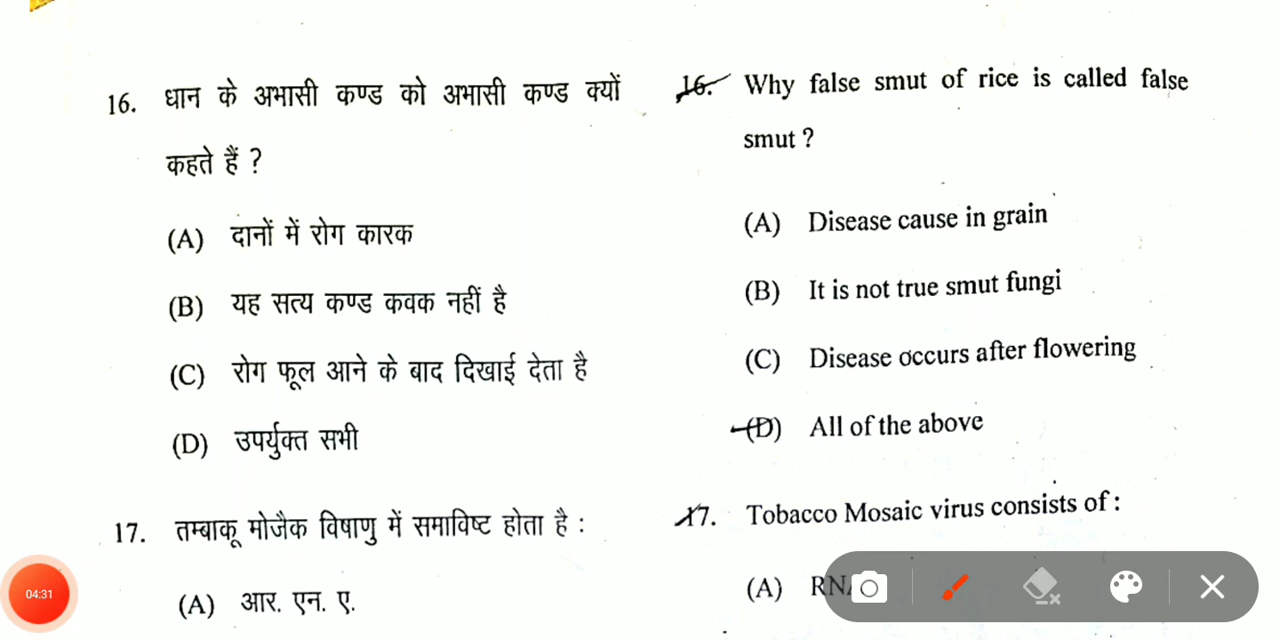 16. धान के अभासी कण्ड को अभासी कण्ड क्यों
कहते हैं ?
(A) दानों में रोग कारक
(B) यह सत्य कण्ड कवक नहीं है
(C) रोग फूल आने के बाद दिखाई देता है
(D) उपर्युक्त सभी
17. तम्बाकू मोजैक विषाणु में समाविष्ट होता है :
(A) आर. एन. ए.
16. Why false smut of rice is called false
smut ?
(A) Disease cause in grain
(B) It is not true smut fungi
(C) Disease occurs after flowering
(D) All of the above
17. Tobacco Mosaic virus consists of :
(A)
04:31